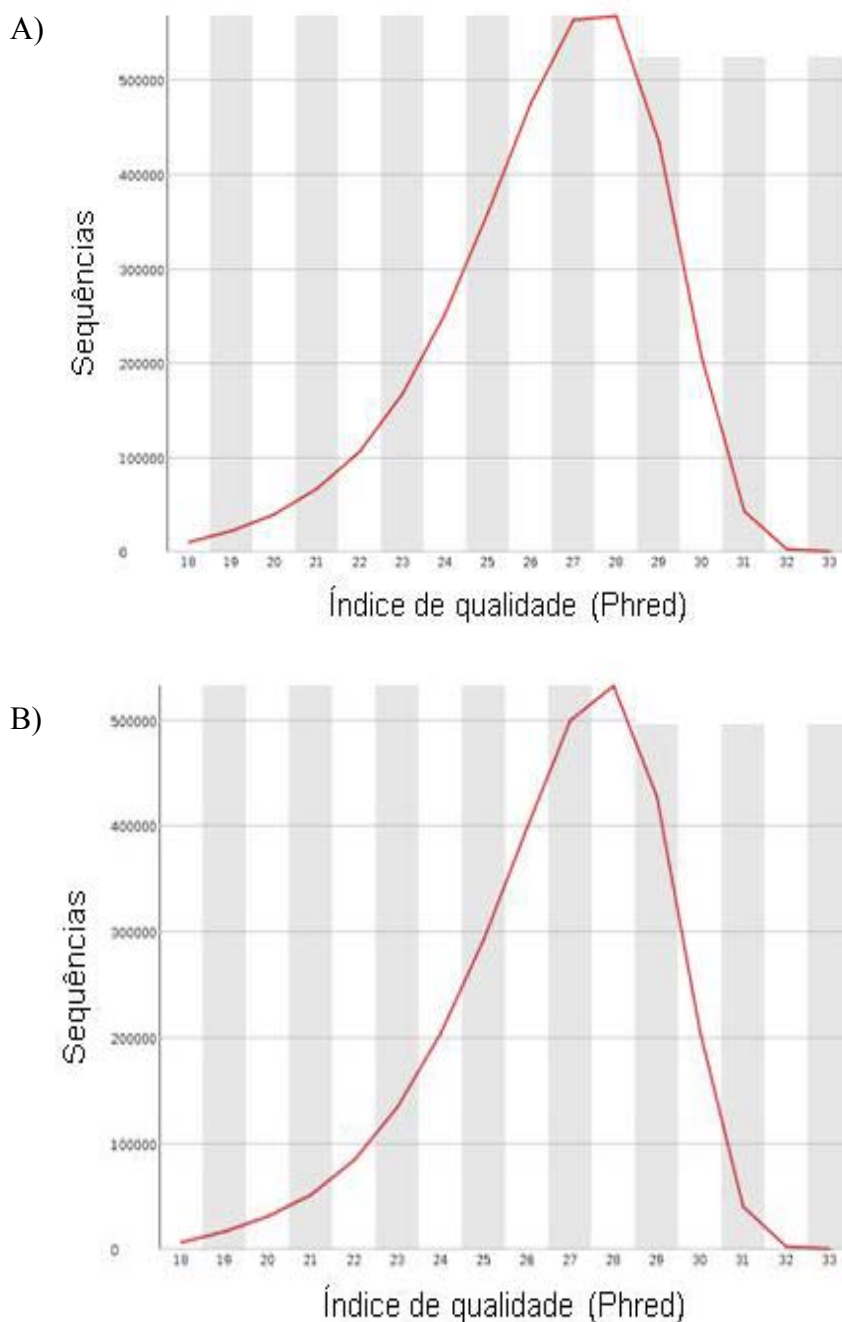 A)
500000
400000
300000
200000
100000
0
Sequências
18 19 20 21 22 23 24 25 26 27 28 29 30 31 32 33
Índice de qualidade (Phred)
B)
500000
400000
300000
200000
100000
0
Sequências
18 19 20 21 22 23 24 25 26 27 28 29 30 31 32 33
Índice de qualidade (Phred)